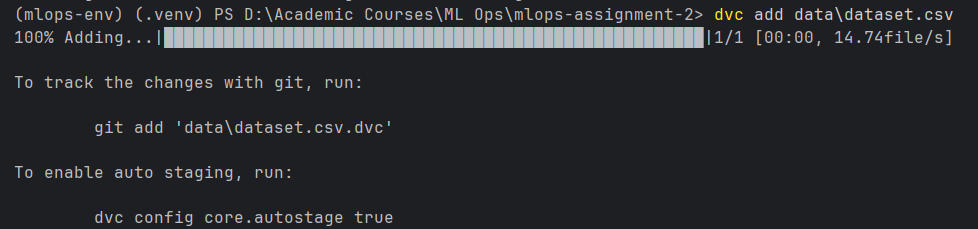 (mlops-env) (.venv) PS D:\Academic Courses\ML Ops\mlops-assignment-2> dvc add data\dataset.csv
100% Adding...|████████████████████████████████████████████████████████|1/1 [00:00, 14.74file/s]
To track the changes with git, run:
git add 'data\dataset.csv.dvc'
To enable auto staging, run:
dvc config core.autostage true